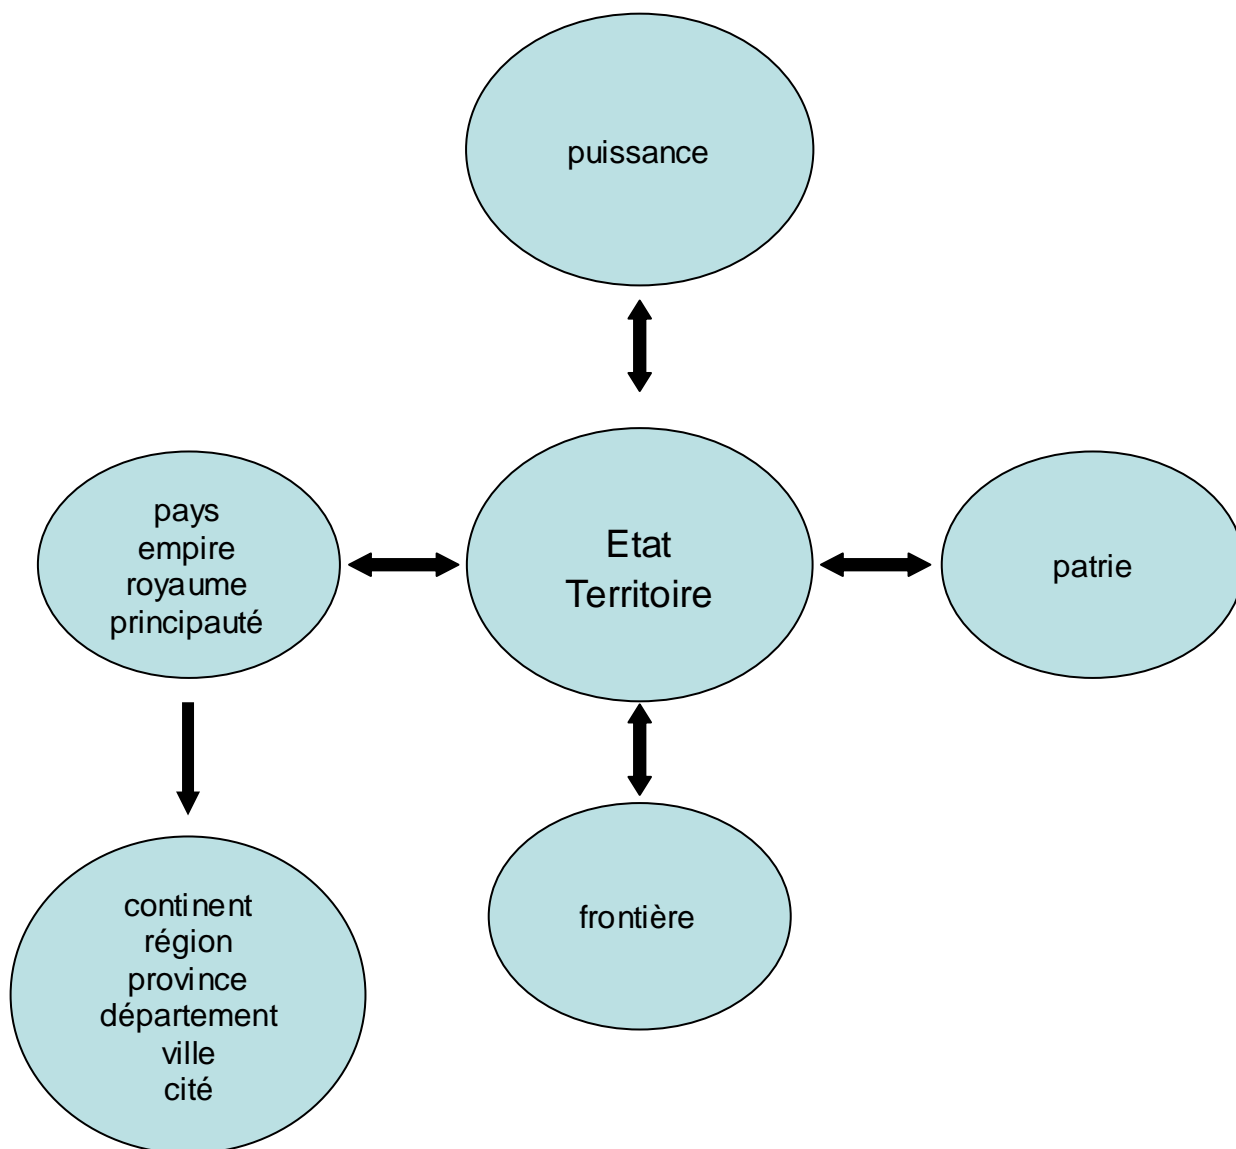 puissance
pays
empire
royaume
principauté
Etat
Territoire
patrie
continent
région
province
département
ville
cité
frontière